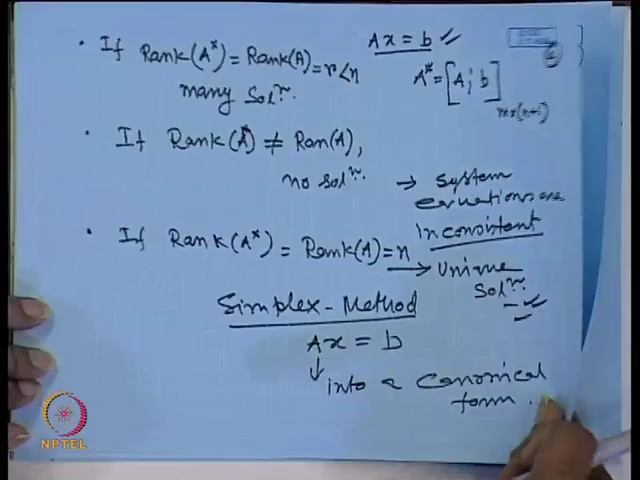 • If Rank(A*) = Rank(A) = r < n
many Solⁿ.
Ax = b ✓
A* = [A ; b]
m×(n+1)
• If Rank(A*) ≠ Ran(A),
no solⁿ. → System
equations are
Inconsistent
• If Rank(A*) = Rank(A) = n
→ Unique
Solⁿ.
Simplex-Method
Ax = b
↓ into a canonical
form.
NPTEL